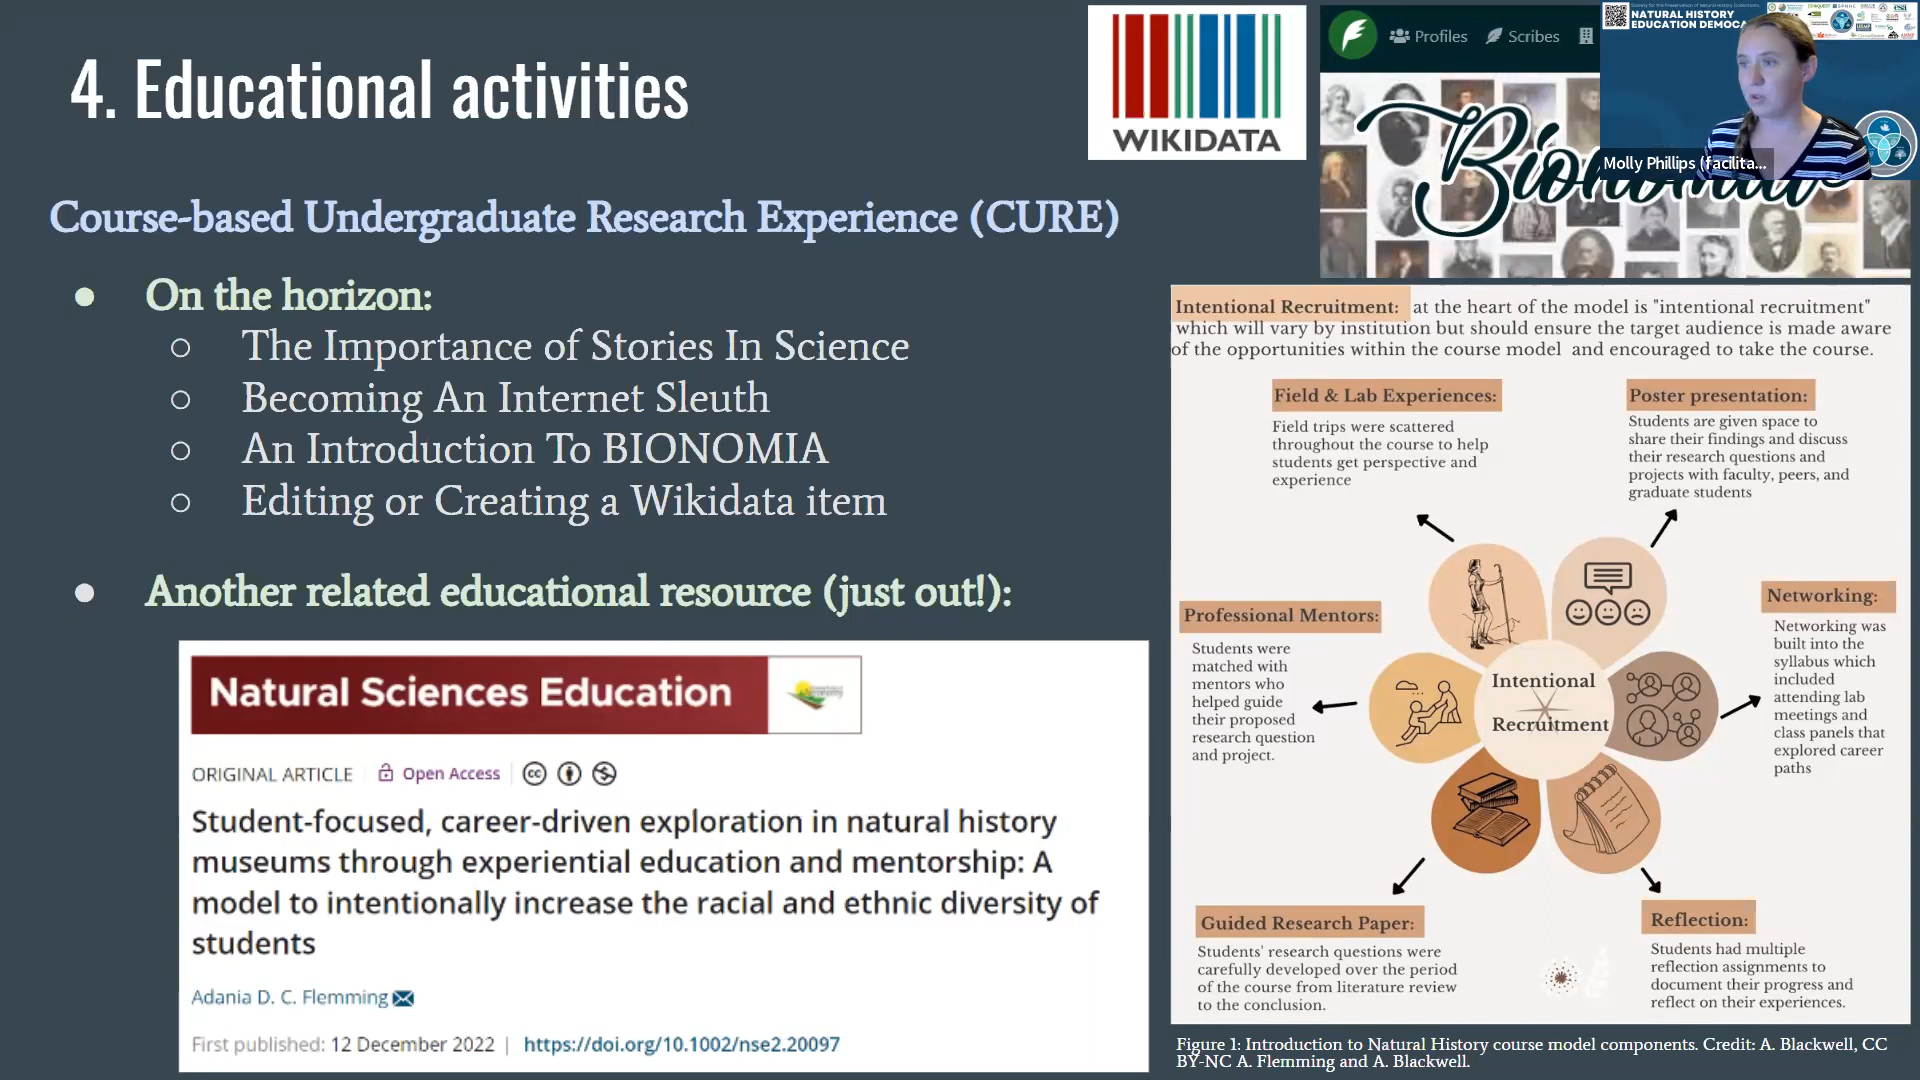 4. Educational activities
WIKIDATA
Profiles
Scribes
NATURAL HISTORY
EDUCATION DEMOCA
Molly Phillips (facilita...
Bionomia
Course-based Undergraduate Research Experience (CURE)
On the horizon:
The Importance of Stories In Science
Becoming An Internet Sleuth
An Introduction To BIONOMIA
Editing or Creating a Wikidata item
Another related educational resource (just out!):
Natural Sciences Education
ORIGINAL ARTICLE
Open Access
Student-focused, career-driven exploration in natural history
museums through experiential education and mentorship: A
model to intentionally increase the racial and ethnic diversity of
students
Adania D. C. Flemming
First published: 12 December 2022 | https://doi.org/10.1002/nse2.20097
Intentional Recruitment: at the heart of the model is "intentional recruitment"
which will vary by institution but should ensure the target audience is made aware
of the opportunities within the course model and encouraged to take the course.
Field & Lab Experiences:
Field trips were scattered
throughout the course to help
students get perspective and
experience
Poster presentation:
Students are given space to
share their findings and discuss
their research questions and
projects with faculty, peers, and
graduate students
Professional Mentors:
Students were
matched with
mentors who
helped guide
their proposed
research question
and project.
Intentional
Recruitment
Networking:
Networking was
built into the
syllabus which
included
attending lab
meetings and
class panels that
explored career
paths
Guided Research Paper:
Students' research questions were
carefully developed over the period
of the course from literature review
to the conclusion.
Reflection:
Students had multiple
reflection assignments to
document their progress and
reflect on their experiences.
Figure 1: Introduction to Natural History course model components. Credit: A. Blackwell, CC
BY-NC A. Flemming and A. Blackwell.